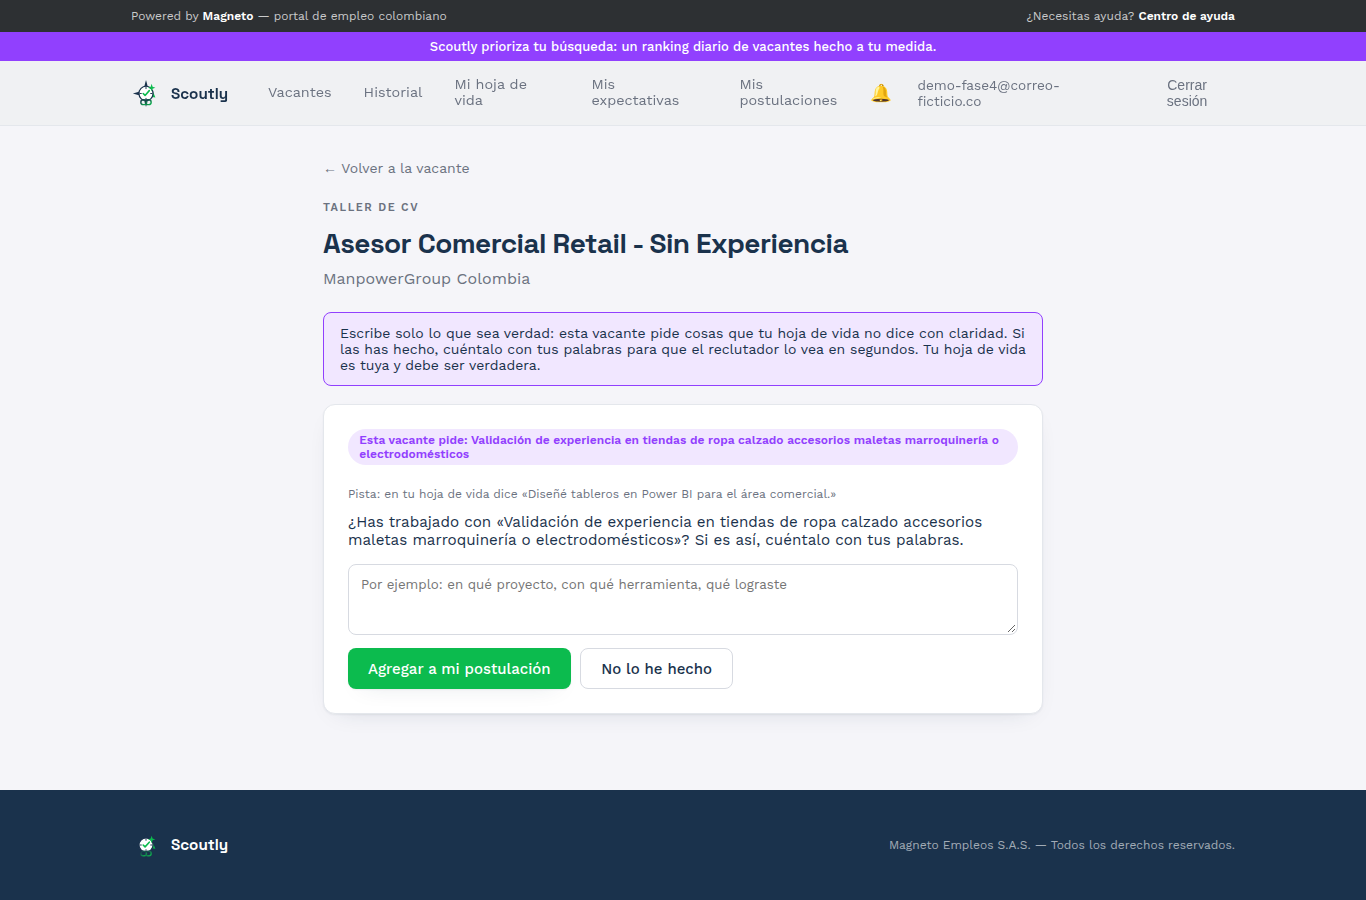 Powered by Magneto — portal de empleo colombiano
¿Necesitas ayuda? Centro de ayuda
Scoutly prioriza tu búsqueda: un ranking diario de vacantes hecho a tu medida.
Scoutly
Vacantes
Historial
Mi hoja de
vida
Mis
expectativas
Mis
postulaciones
demo-fase4@correo-
ficticio.co
Cerrar
sesión
← Volver a la vacante
TALLER DE CV
Asesor Comercial Retail - Sin Experiencia
ManpowerGroup Colombia
Escribe solo lo que sea verdad: esta vacante pide cosas que tu hoja de vida no dice con claridad. Si
las has hecho, cuéntalo con tus palabras para que el reclutador lo vea en segundos. Tu hoja de vida
es tuya y debe ser verdadera.
Esta vacante pide: Validación de experiencia en tiendas de ropa calzado accesorios maletas marroquinería o
electrodomésticos
Pista: en tu hoja de vida dice «Diseñé tableros en Power BI para el área comercial.»
¿Has trabajado con «Validación de experiencia en tiendas de ropa calzado accesorios
maletas marroquinería o electrodomésticos»? Si es así, cuéntalo con tus palabras.
Por ejemplo: en qué proyecto, con qué herramienta, qué lograste
Agregar a mi postulación
No lo he hecho
Scoutly
Magneto Empleos S.A.S. — Todos los derechos reservados.